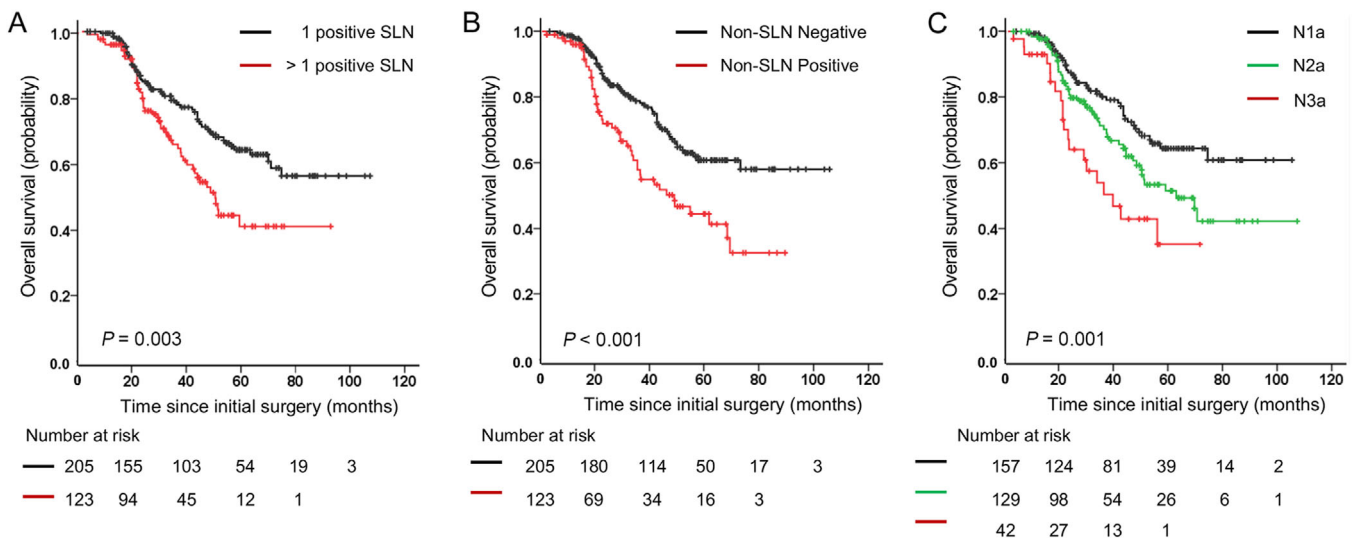 A
1 positive SLN
> 1 positive SLN
Overall survival (probability)
1.0
0.8
0.6
0.4
0.2
0.0
P = 0.003
0 20 40 60 80 100 120
Time since initial surgery (months)
Number at risk
205 155 103 54 19 3
123 94 45 12 1
B
Non-SLN Negative
Non-SLN Positive
Overall survival (probability)
1.0
0.8
0.6
0.4
0.2
0.0
P < 0.001
0 20 40 60 80 100 120
Time since initial surgery (months)
Number at risk
205 180 114 50 17 3
123 69 34 16 3
C
N1a
N2a
N3a
Overall survival (probability)
1.0
0.8
0.6
0.4
0.2
0.0
P = 0.001
0 20 40 60 80 100 120
Time since initial surgery (months)
Number at risk
157 124 81 39 14 2
129 98 54 26 6 1
42 27 13 1